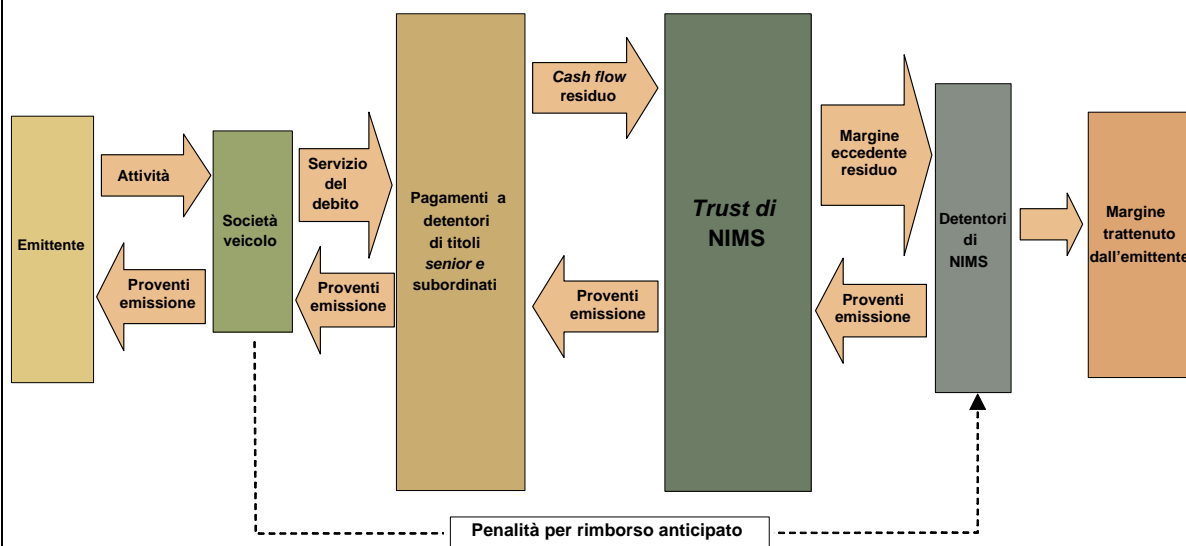 Emittente
Attività
Proventi
emissione
Società
veicolo
Servizio
del
debito
Proventi
emissione
Pagamenti a
detentori
di titoli
senior e
subordinati
Cash flow
residuo
Proventi
emissione
Trust di
NIMS
Margine
eccedente
residuo
Proventi
emissione
Detentori
di
NIMS
Margine
trattenuto
dall'emittente
Penalità per rimborso anticipato